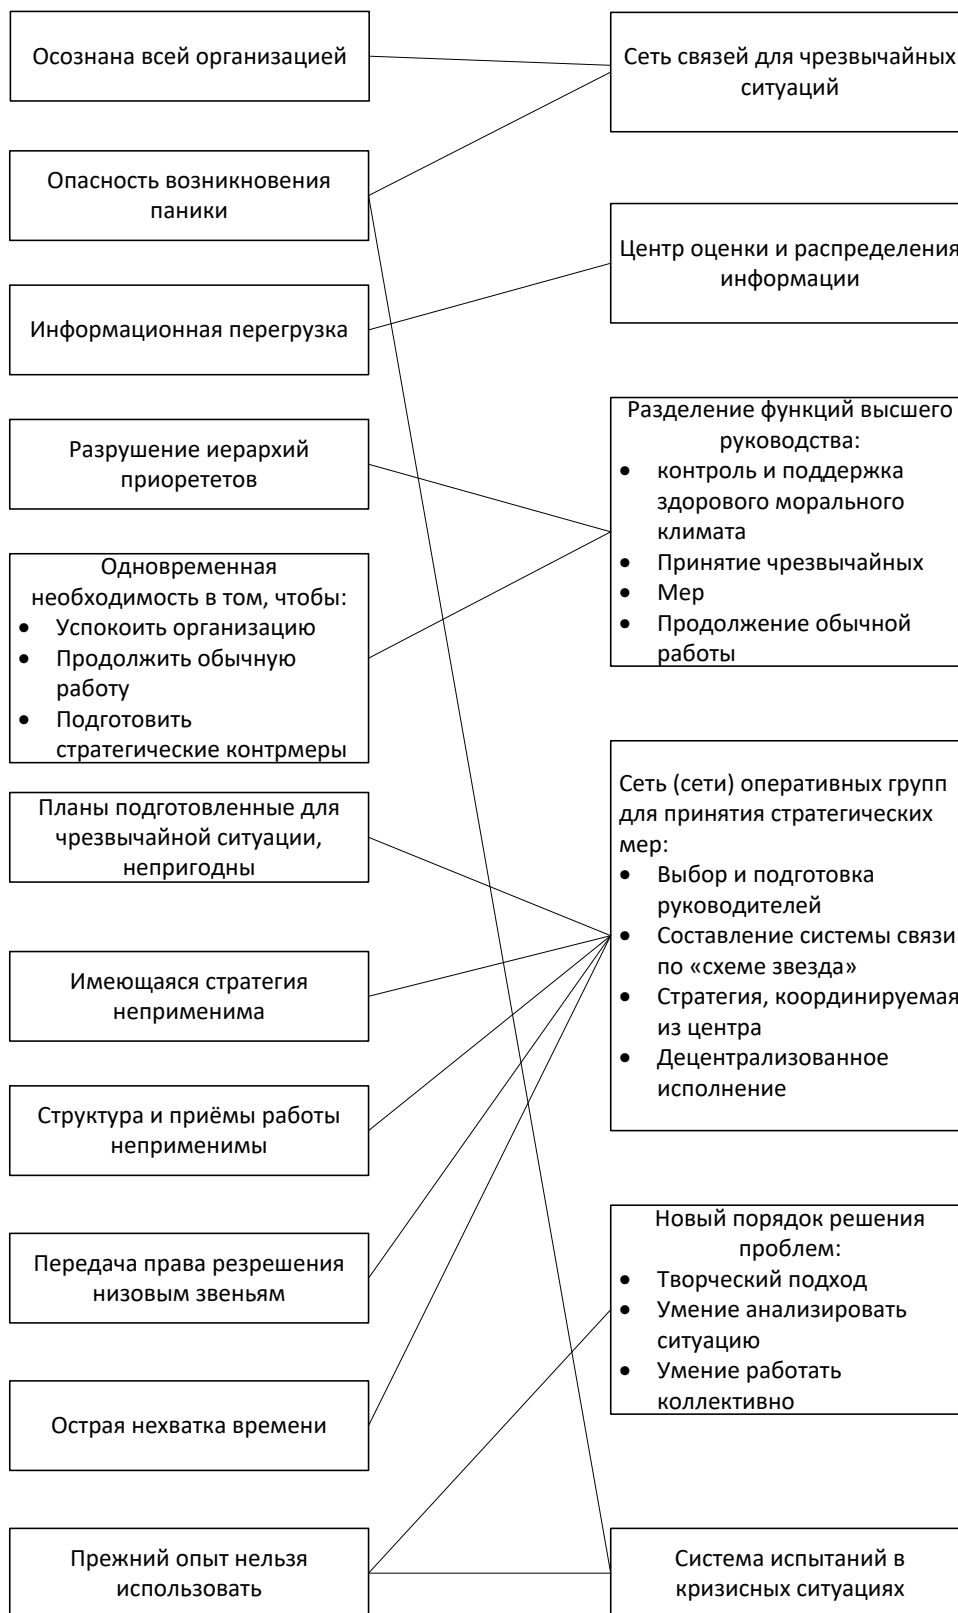 Осознана всей организацией
Опасность возникновения
паники
Информационная перегрузка
Разрушение иерархий
приорететов
Одновременная
необходимость в том, чтобы:
• Успокоить организацию
• Продолжить обычную
работу
• Подготовить
стратегические контрмеры
Планы подготовленные для
чрезвычайной ситуации,
непригодны
Имеющаяся стратегия
неприменима
Структура и приёмы работы
неприменимы
Передача права резрешения
низовым звеньям
Острая нехватка времени
Прежний опыт нельзя
использовать
Сеть связей для чрезвычайных
ситуаций
Центр оценки и распределения
информации
Разделение функций высшего
руководства:
• контроль и поддержка
здорового морального
климата
• Принятие чрезвычайных
• Мер
• Продолжение обычной
работы
Сеть (сети) оперативных групп
для принятия стратегических
мер:
• Выбор и подготовка
руководителей
• Составление системы связи
по «схеме звезда»
• Стратегия, координируемая
из центра
• Децентрализованное
исполнение
Новый порядок решения
проблем:
• Творческий подход
• Умение анализировать
ситуацию
• Умение работать
коллективно
Система испытаний в
кризисных ситуациях